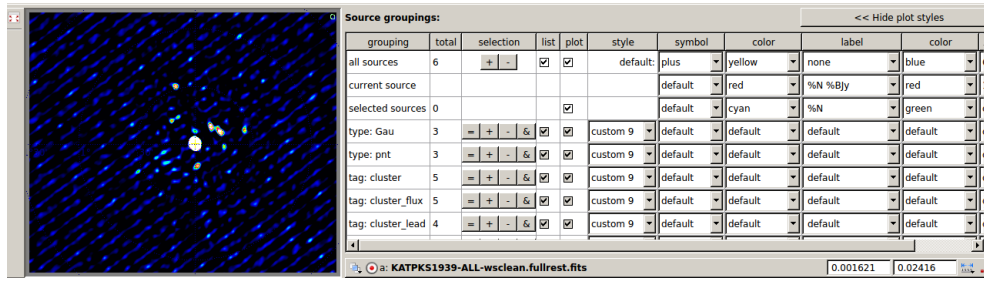 Source groupings:
<< Hide plot styles
grouping total selection list plot style symbol color label color
all sources 6 + - default: plus yellow none blue
current source default red %N %BJy red
selected sources 0 default cyan %N green
type: Gau 3 = + - & custom 9 default default default default
type: pnt 3 = + - & custom 9 default default default default
tag: cluster 5 = + - & custom 9 default default default default
tag: cluster_flux 5 = + - & custom 9 default default default default
tag: cluster_lead 4 = + - & custom 9 default default default default
a: KATPKS1939-ALL-wsclean.fullrest.fits 0.001621 0.02416